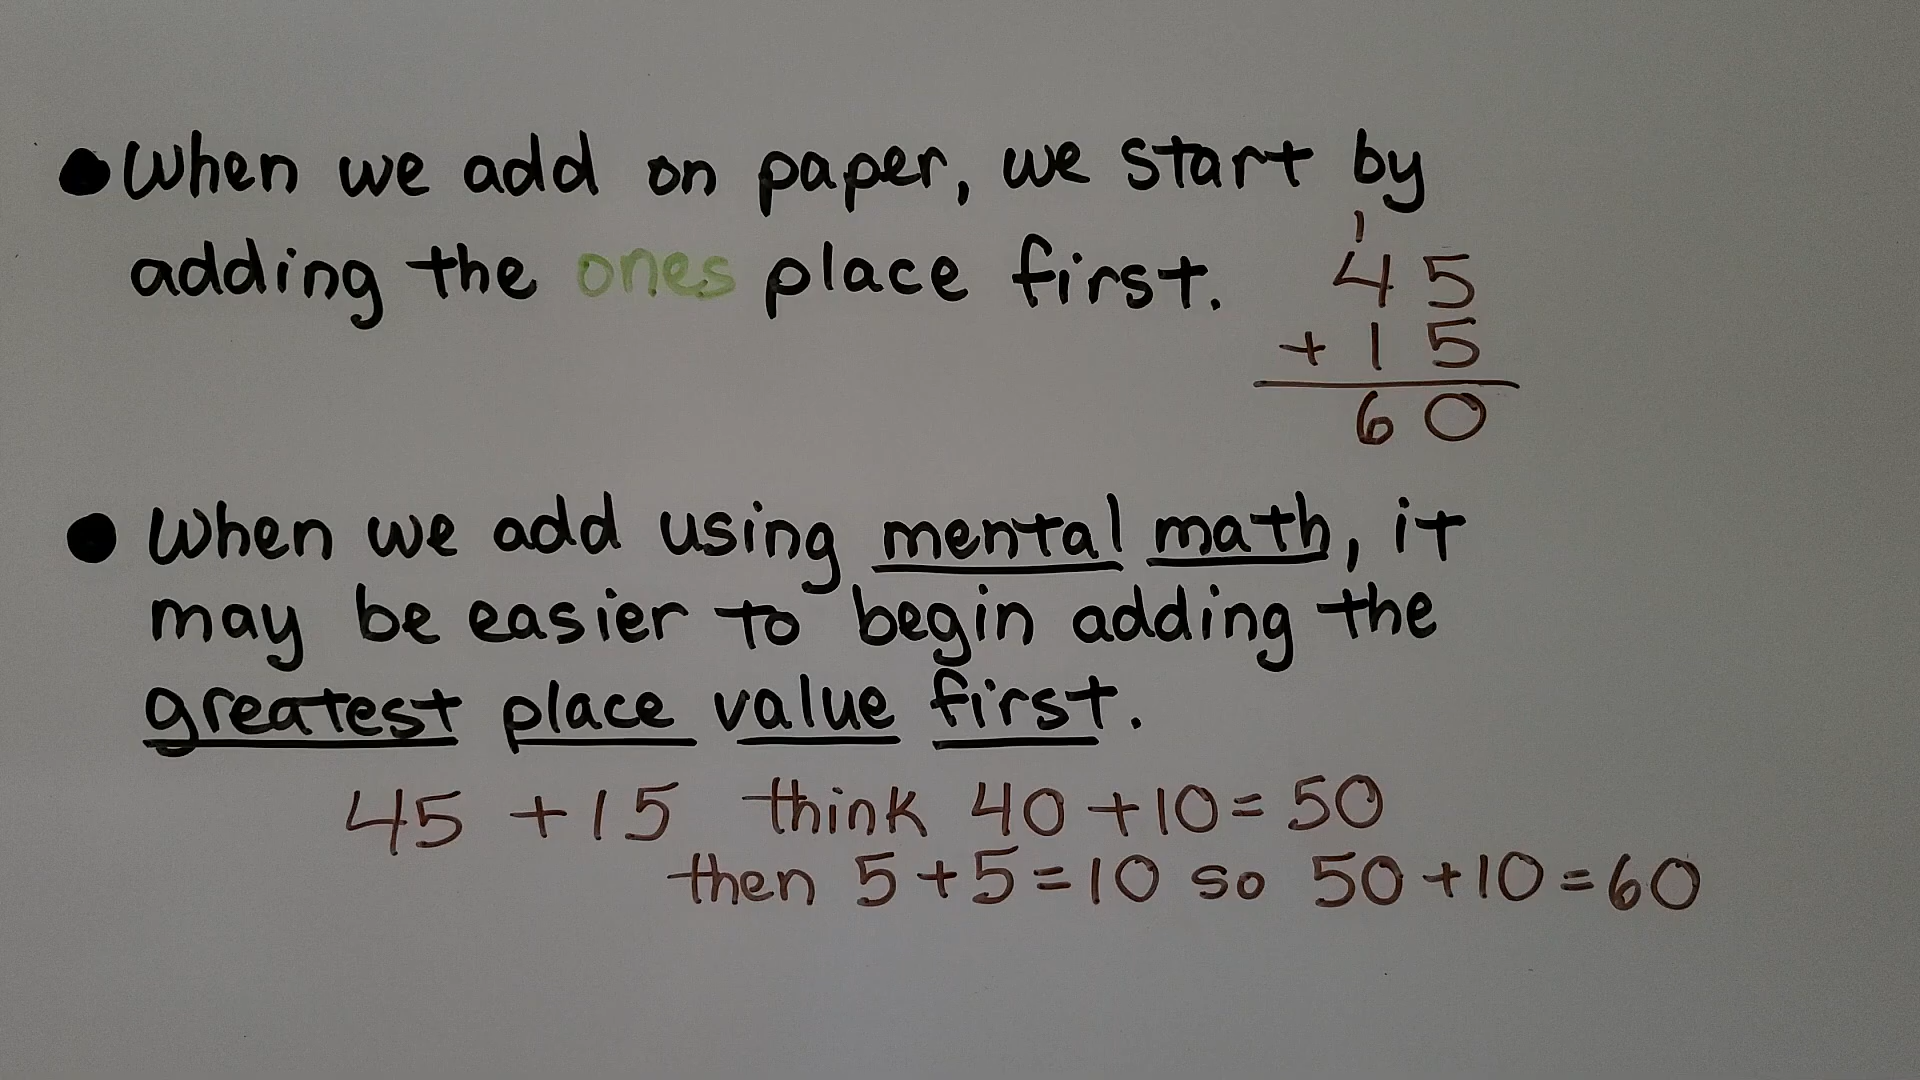 • When we add on paper, we start by
adding the ones place first.
1
45
+ 15
60
• When we add using mental math, it
may be easier to begin adding the
greatest place value first.
45 + 15 think 40 + 10 = 50
then 5 + 5 = 10 so 50 + 10 = 60